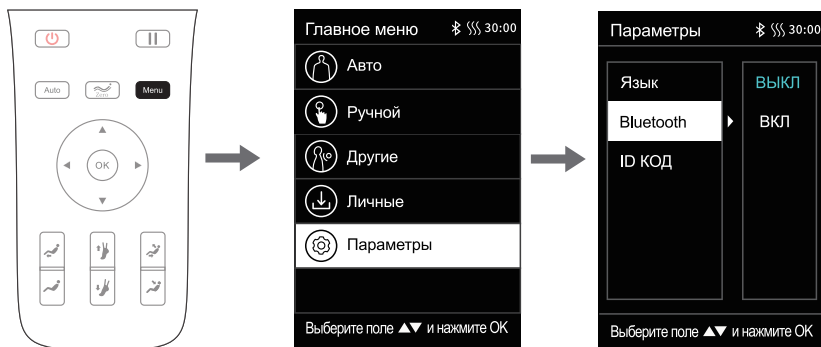 Auto
Zero
Menu
OK
Главное меню 30:00
Авто
Ручной
Другие
Личные
Параметры
Выберите поле ▲▼ и нажмите OK
Параметры 30:00
Язык
Bluetooth
ID КОД
ВЫКЛ
ВКЛ
Выберите поле ▲▼ и нажмите OK